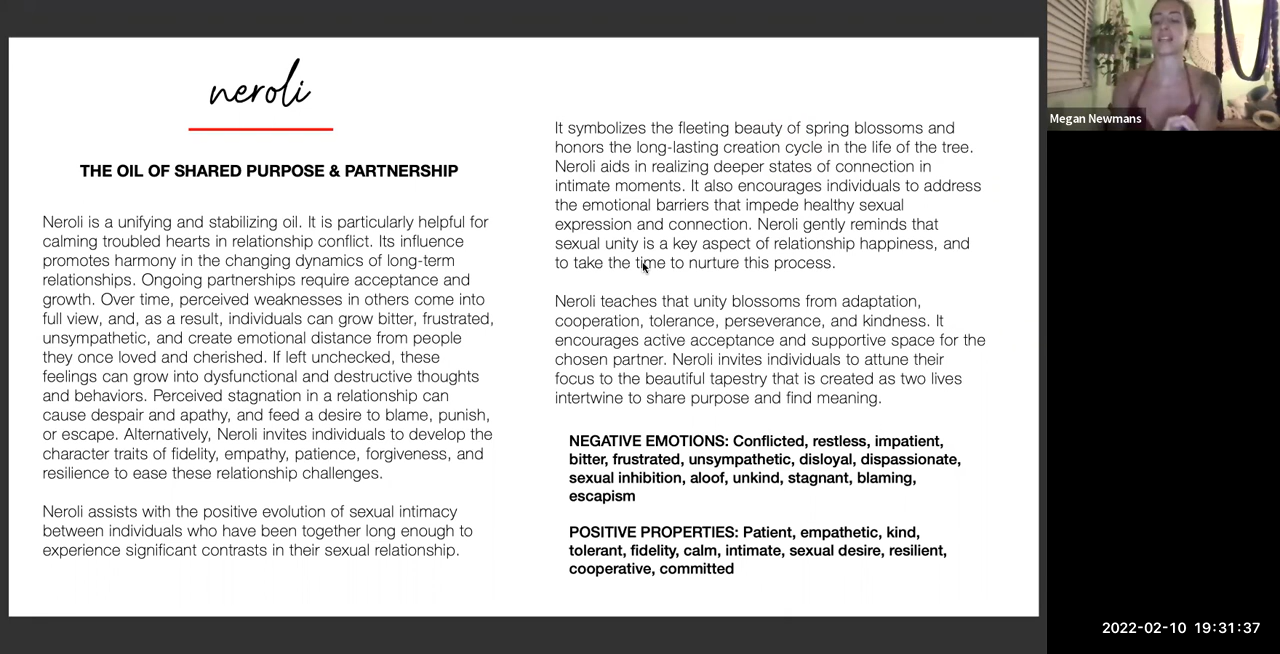 neroli
THE OIL OF SHARED PURPOSE & PARTNERSHIP
Neroli is a unifying and stabilizing oil. It is particularly helpful for
calming troubled hearts in relationship conflict. Its influence
promotes harmony in the changing dynamics of long-term
relationships. Ongoing partnerships require acceptance and
growth. Over time, perceived weaknesses in others come into
full view, and, as a result, individuals can grow bitter, frustrated,
unsympathetic, and create emotional distance from people
they once loved and cherished. If left unchecked, these
feelings can grow into dysfunctional and destructive thoughts
and behaviors. Perceived stagnation in a relationship can
cause despair and apathy, and feed a desire to blame, punish,
or escape. Alternatively, Neroli invites individuals to develop the
character traits of fidelity, empathy, patience, forgiveness, and
resilience to ease these relationship challenges.
Neroli assists with the positive evolution of sexual intimacy
between individuals who have been together long enough to
experience significant contrasts in their sexual relationship.
It symbolizes the fleeting beauty of spring blossoms and
honors the long-lasting creation cycle in the life of the tree.
Neroli aids in realizing deeper states of connection in
intimate moments. It also encourages individuals to address
the emotional barriers that impede healthy sexual
expression and connection. Neroli gently reminds that
sexual unity is a key aspect of relationship happiness, and
to take the time to nurture this process.
Neroli teaches that unity blossoms from adaptation,
cooperation, tolerance, perseverance, and kindness. It
encourages active acceptance and supportive space for the
chosen partner. Neroli invites individuals to attune their
focus to the beautiful tapestry that is created as two lives
intertwine to share purpose and find meaning.
NEGATIVE EMOTIONS: Conflicted, restless, impatient,
bitter, frustrated, unsympathetic, disloyal, dispassionate,
sexual inhibition, aloof, unkind, stagnant, blaming,
escapism
POSITIVE PROPERTIES: Patient, empathetic, kind,
tolerant, fidelity, calm, intimate, sexual desire, resilient,
cooperative, committed
Megan Newmans
2022-02-10 19:31:37